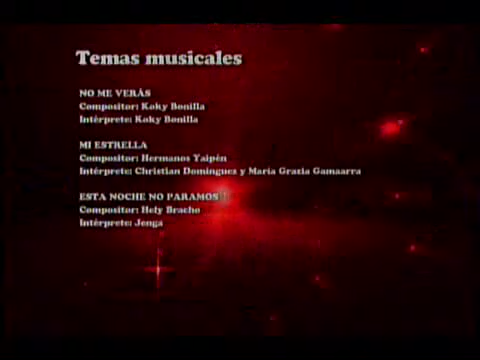 Temas musicales
NO ME VERÁS
Compositor: Koky Bonilla
Intérprete: Koky Bonilla
MI ESTRELLA
Compositor: Hermanos Yaipén
Intérprete: Christian Domínguez y María Grazia Gamaarra
ESTA NOCHE NO PARAMOS
Compositor: Hely Bracho
Intérprete: Jenga